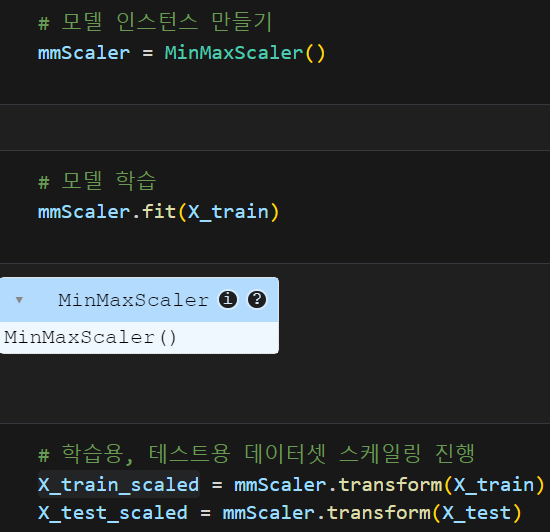 # 모델 인스턴스 만들기
mmScaler = MinMaxScaler()
# 모델 학습
mmScaler.fit(X_train)
▾ MinMaxScaler i ?
MinMaxScaler()
# 학습용, 테스트용 데이터셋 스케일링 진행
X_train_scaled = mmScaler.transform(X_train)
X_test_scaled = mmScaler.transform(X_test)